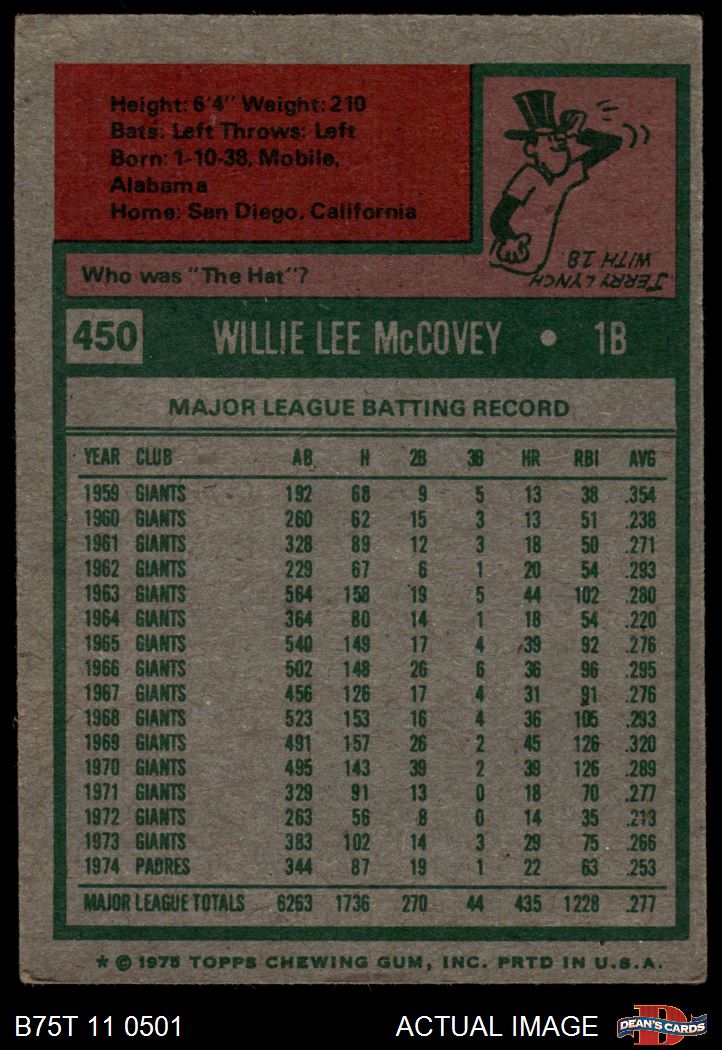 Height: 6'4" Weight: 210
Bats: Left Throws: Left
Born: 1-10-38, Mobile,
Alabama
Home: San Diego, California
Who was "The Hat"?
JERRY LYNCH
WITH 18.
450 WILLIE LEE McCOVEY • 1B
MAJOR LEAGUE BATTING RECORD
YEAR CLUB AB H 2B 3B HR RBI AVG
1959 GIANTS 192 68 9 5 13 38 .354
1960 GIANTS 260 62 15 3 13 51 .238
1961 GIANTS 328 89 12 3 18 50 .271
1962 GIANTS 229 67 6 1 20 54 .293
1963 GIANTS 564 158 19 5 44 102 .280
1964 GIANTS 364 80 14 1 18 54 .220
1965 GIANTS 540 149 17 4 39 92 .276
1966 GIANTS 502 148 26 6 36 96 .295
1967 GIANTS 456 126 17 4 31 91 .276
1968 GIANTS 523 153 16 4 36 105 .293
1969 GIANTS 491 157 26 2 45 126 .320
1970 GIANTS 495 143 39 2 39 126 .289
1971 GIANTS 329 91 13 0 18 70 .277
1972 GIANTS 263 56 8 0 14 35 .213
1973 GIANTS 383 102 14 3 29 75 .266
1974 PADRES 344 87 19 1 22 63 .253
MAJOR LEAGUE TOTALS 6263 1736 270 44 435 1228 .277
* © 1975 TOPPS CHEWING GUM, INC. PRTD IN U.S.A.
B75T 11 0501 ACTUAL IMAGE DEAN'S CARDS